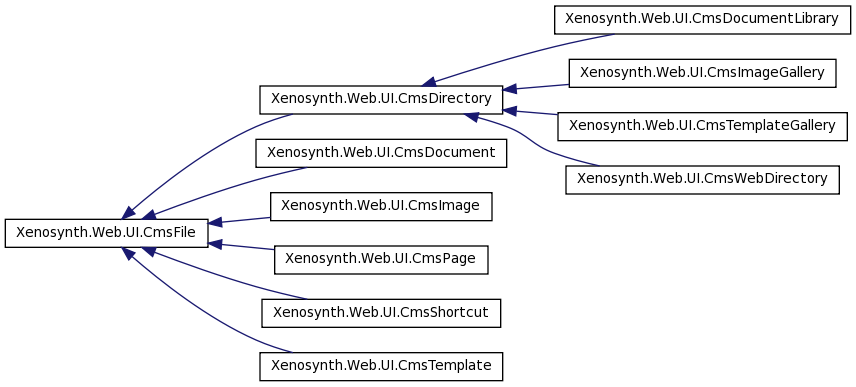 Xenosynth.Web.UI.CmsDocumentLibrary
Xenosynth.Web.UI.CmsImageGallery
Xenosynth.Web.UI.CmsDirectory
Xenosynth.Web.UI.CmsTemplateGallery
Xenosynth.Web.UI.CmsDocument
Xenosynth.Web.UI.CmsWebDirectory
Xenosynth.Web.UI.CmsImage
Xenosynth.Web.UI.CmsFile
Xenosynth.Web.UI.CmsPage
Xenosynth.Web.UI.CmsShortcut
Xenosynth.Web.UI.CmsTemplate